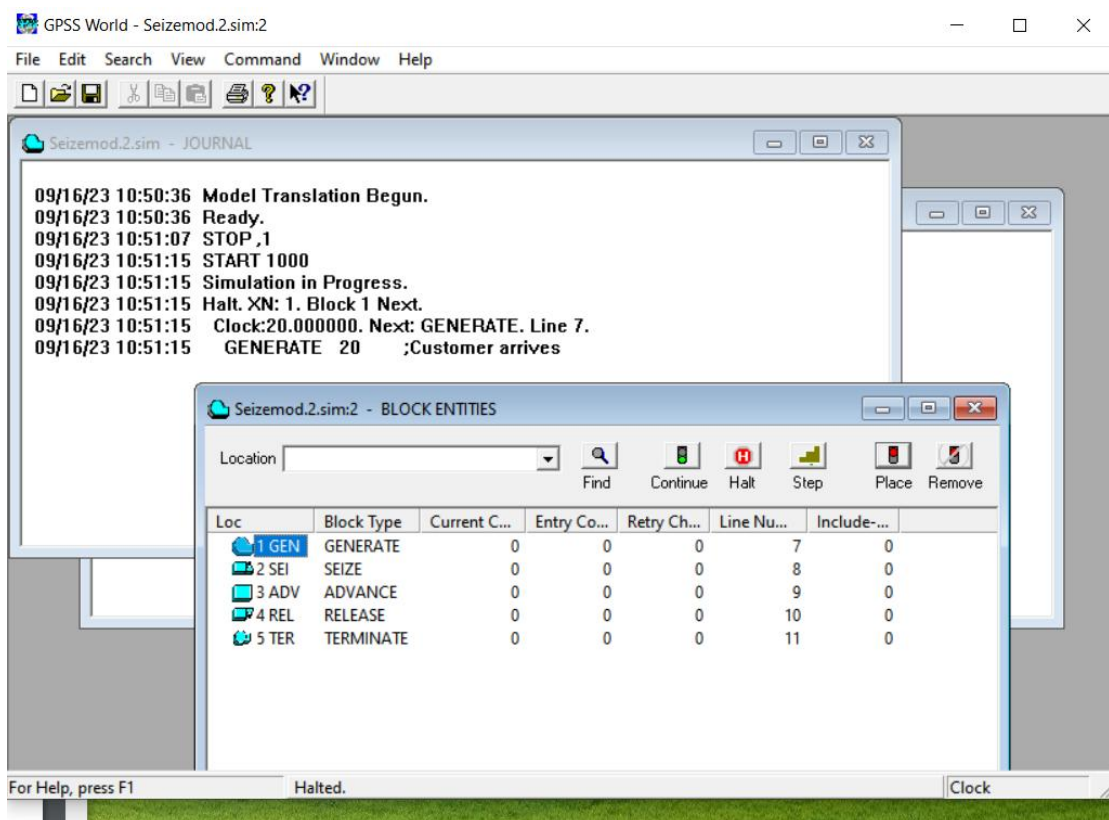 GPSS World - Seizemod.2.sim:2
File Edit Search View Command Window Help
Seizemod.2.sim - JOURNAL
09/16/23 10:50:36 Model Translation Begun.
09/16/23 10:50:36 Ready.
09/16/23 10:51:07 STOP ,1
09/16/23 10:51:15 START 1000
09/16/23 10:51:15 Simulation in Progress.
09/16/23 10:51:15 Halt. XN: 1. Block 1 Next.
09/16/23 10:51:15 Clock:20.000000. Next: GENERATE. Line 7.
09/16/23 10:51:15 GENERATE 20 ;Customer arrives
Seizemod.2.sim:2 - BLOCK ENTITIES
Location Find Continue Halt Step Place Remove
Loc Block Type Current C... Entry Co... Retry Ch... Line Nu... Include-...
1 GEN GENERATE 0 0 0 7 0
2 SEI SEIZE 0 0 0 8 0
3 ADV ADVANCE 0 0 0 9 0
4 REL RELEASE 0 0 0 10 0
5 TER TERMINATE 0 0 0 11 0
For Help, press F1 Halted. Clock